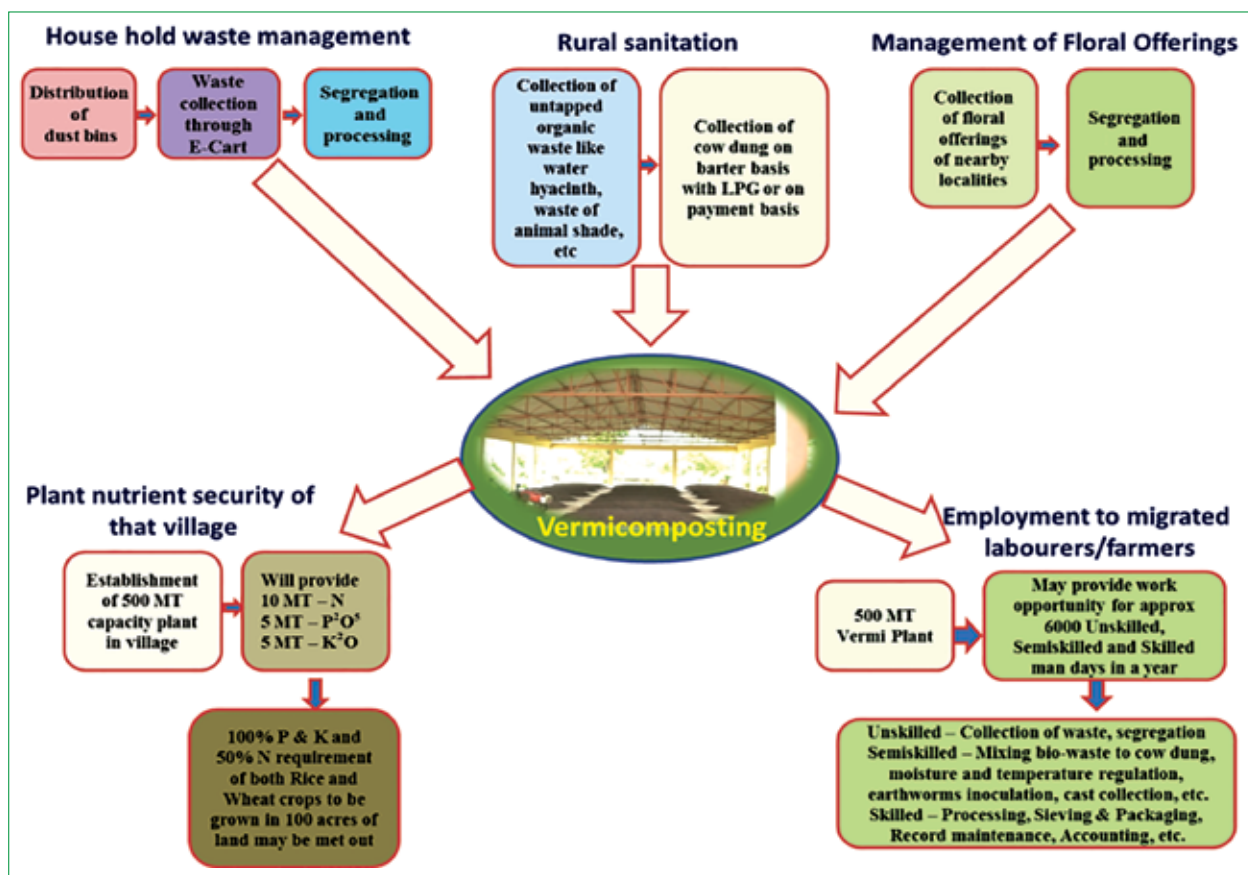 House hold waste management
Distribution
of
dust bins
Waste
collection
through
E-Cart
Segregation
and
processing
Rural sanitation
Collection of
untapped
organic
waste like
water
hyacinth,
waste of
animal shade,
etc
Collection of
cow dung on
barter basis
with LPG or on
payment basis
Management of Floral Offerings
Collection
of floral
offerings
of nearby
localities
Segregation
and
processing
Vermicomposting
Plant nutrient security of
that village
Establishment
of 500 MT
capacity plant
in village
Will provide
10 MT – N
5 MT – P²O⁵
5 MT – K²O
100% P & K and
50% N requirement
of both Rice and
Wheat crops to be
grown in 100 acres of
land may be met out
Employment to migrated
labourers/farmers
500 MT
Vermi Plant
May provide work
opportunity for approx
6000 Unskilled,
Semiskilled and Skilled
man days in a year
Unskilled – Collection of waste, segregation
Semiskilled – Mixing bio-waste to cow dung,
moisture and temperature regulation,
earthworms inoculation, cast collection, etc.
Skilled – Processing, Sieving & Packaging,
Record maintenance, Accounting, etc.